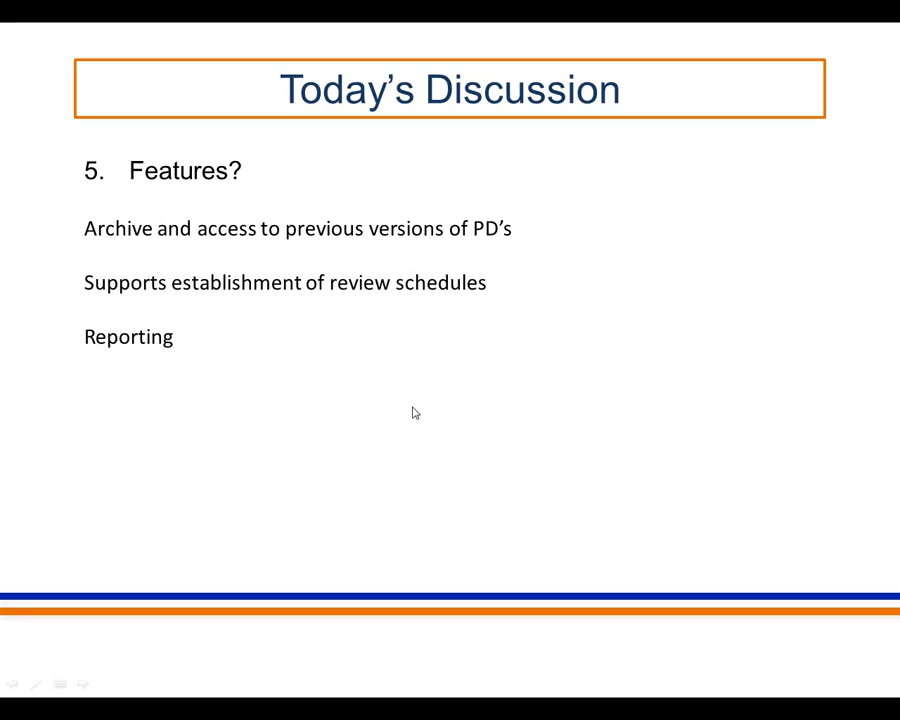 Today’s Discussion
5. Features?
Archive and access to previous versions of PD’s
Supports establishment of review schedules
Reporting